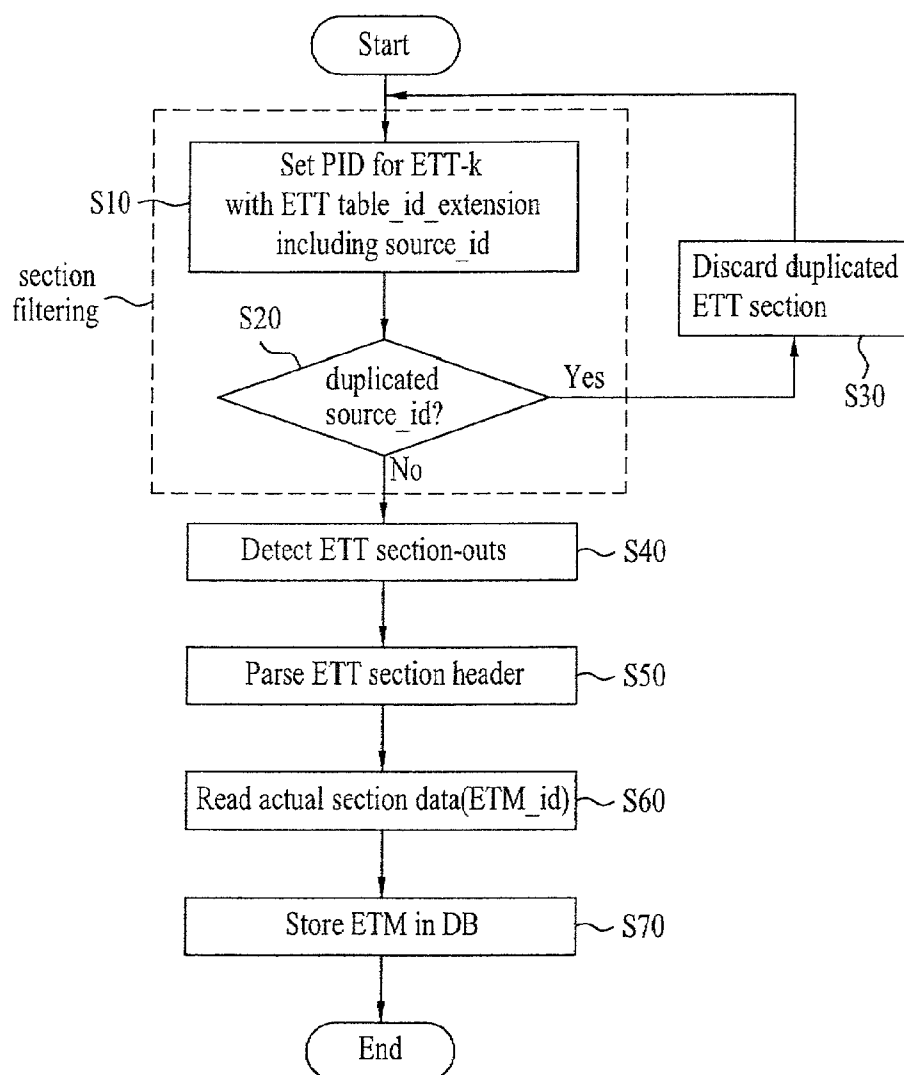 Start
Set PID for ETT-k
with ETT table_id_extension
including source_id
S10
section
filtering
Discard duplicated
ETT section
S30
S20
duplicated
source_id?
Yes
No
Detect ETT section-outs
S40
Parse ETT section header
S50
Read actual section data(ETM_id)
S60
Store ETM in DB
S70
End